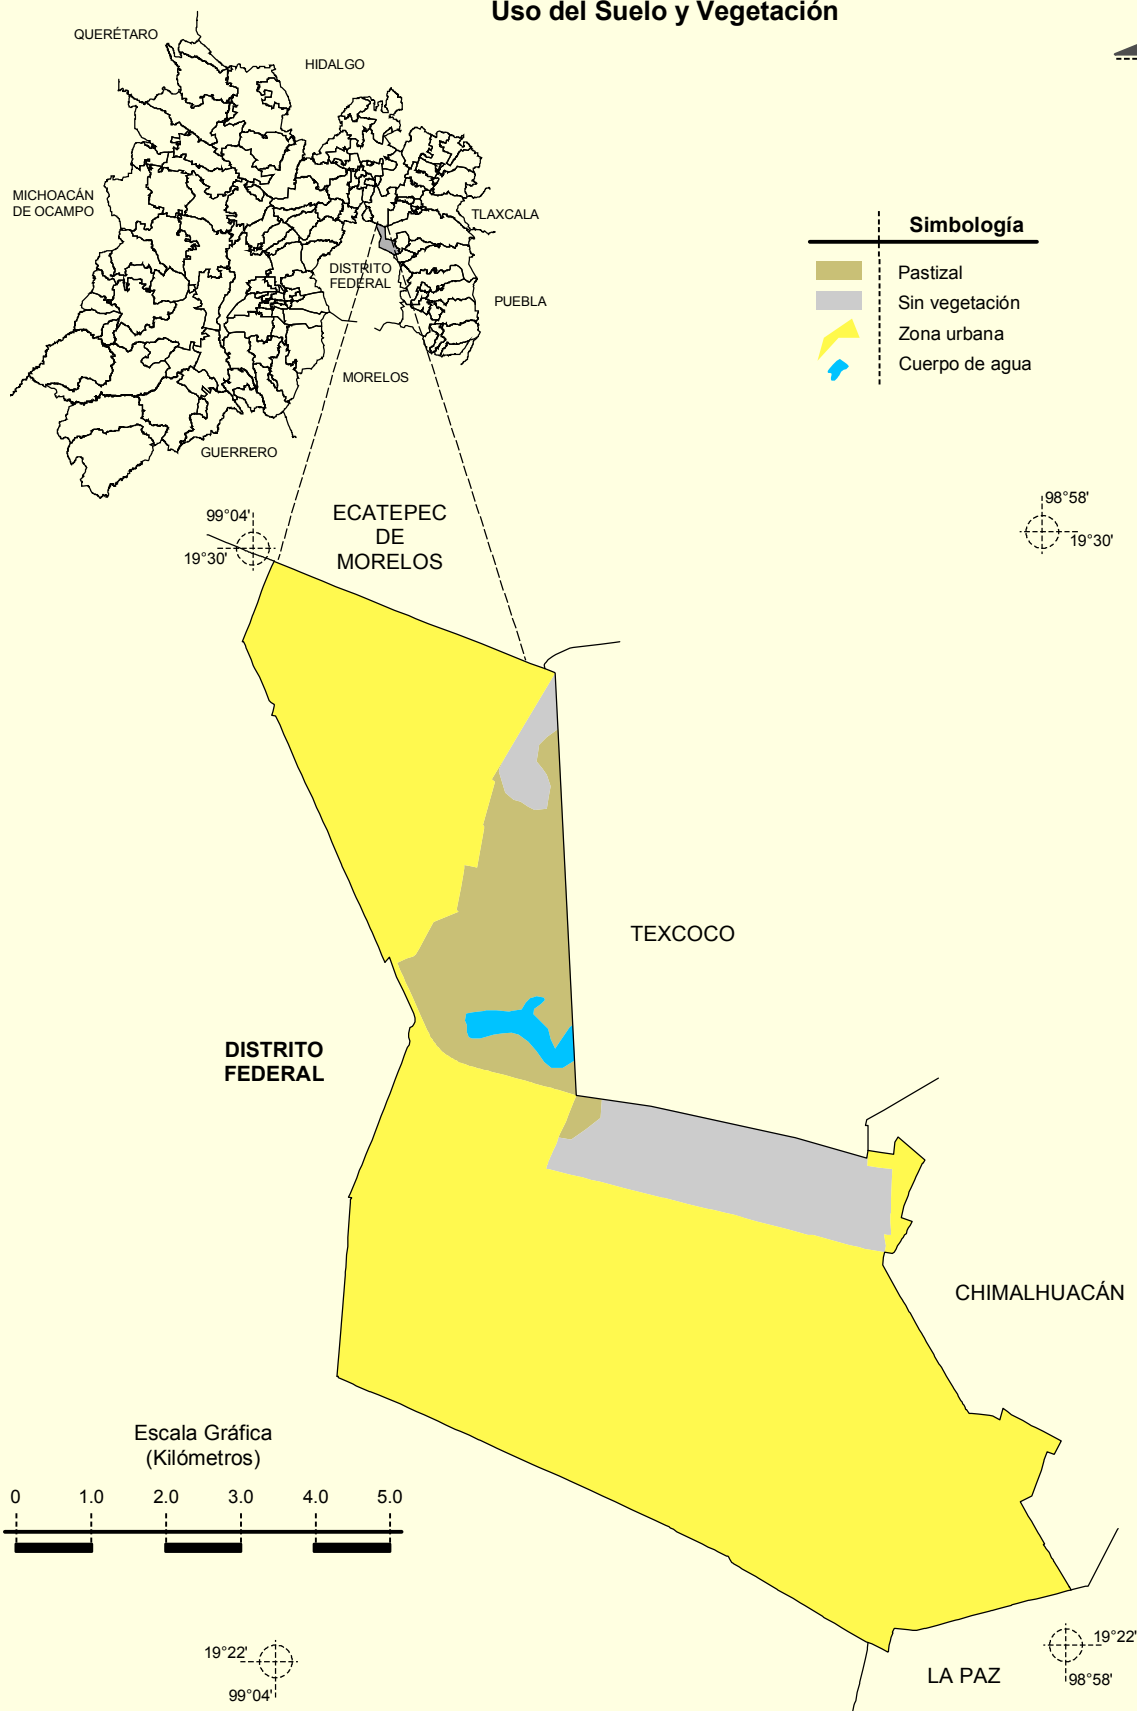 Uso del Suelo y Vegetación
QUERÉTARO
HIDALGO
MICHOACÁN
DE OCAMPO
TLAXCALA
DISTRITO
FEDERAL
PUEBLA
MORELOS
GUERRERO
Simbología
Pastizal
Sin vegetación
Zona urbana
Cuerpo de agua
99°04'
19°30'
98°58'
19°30'
ECATEPEC
DE
MORELOS
TEXCOCO
DISTRITO
FEDERAL
CHIMALHUACÁN
Escala Gráfica
(Kilómetros)
0 1.0 2.0 3.0 4.0 5.0
19°22'
99°04'
19°22'
98°58'
LA PAZ